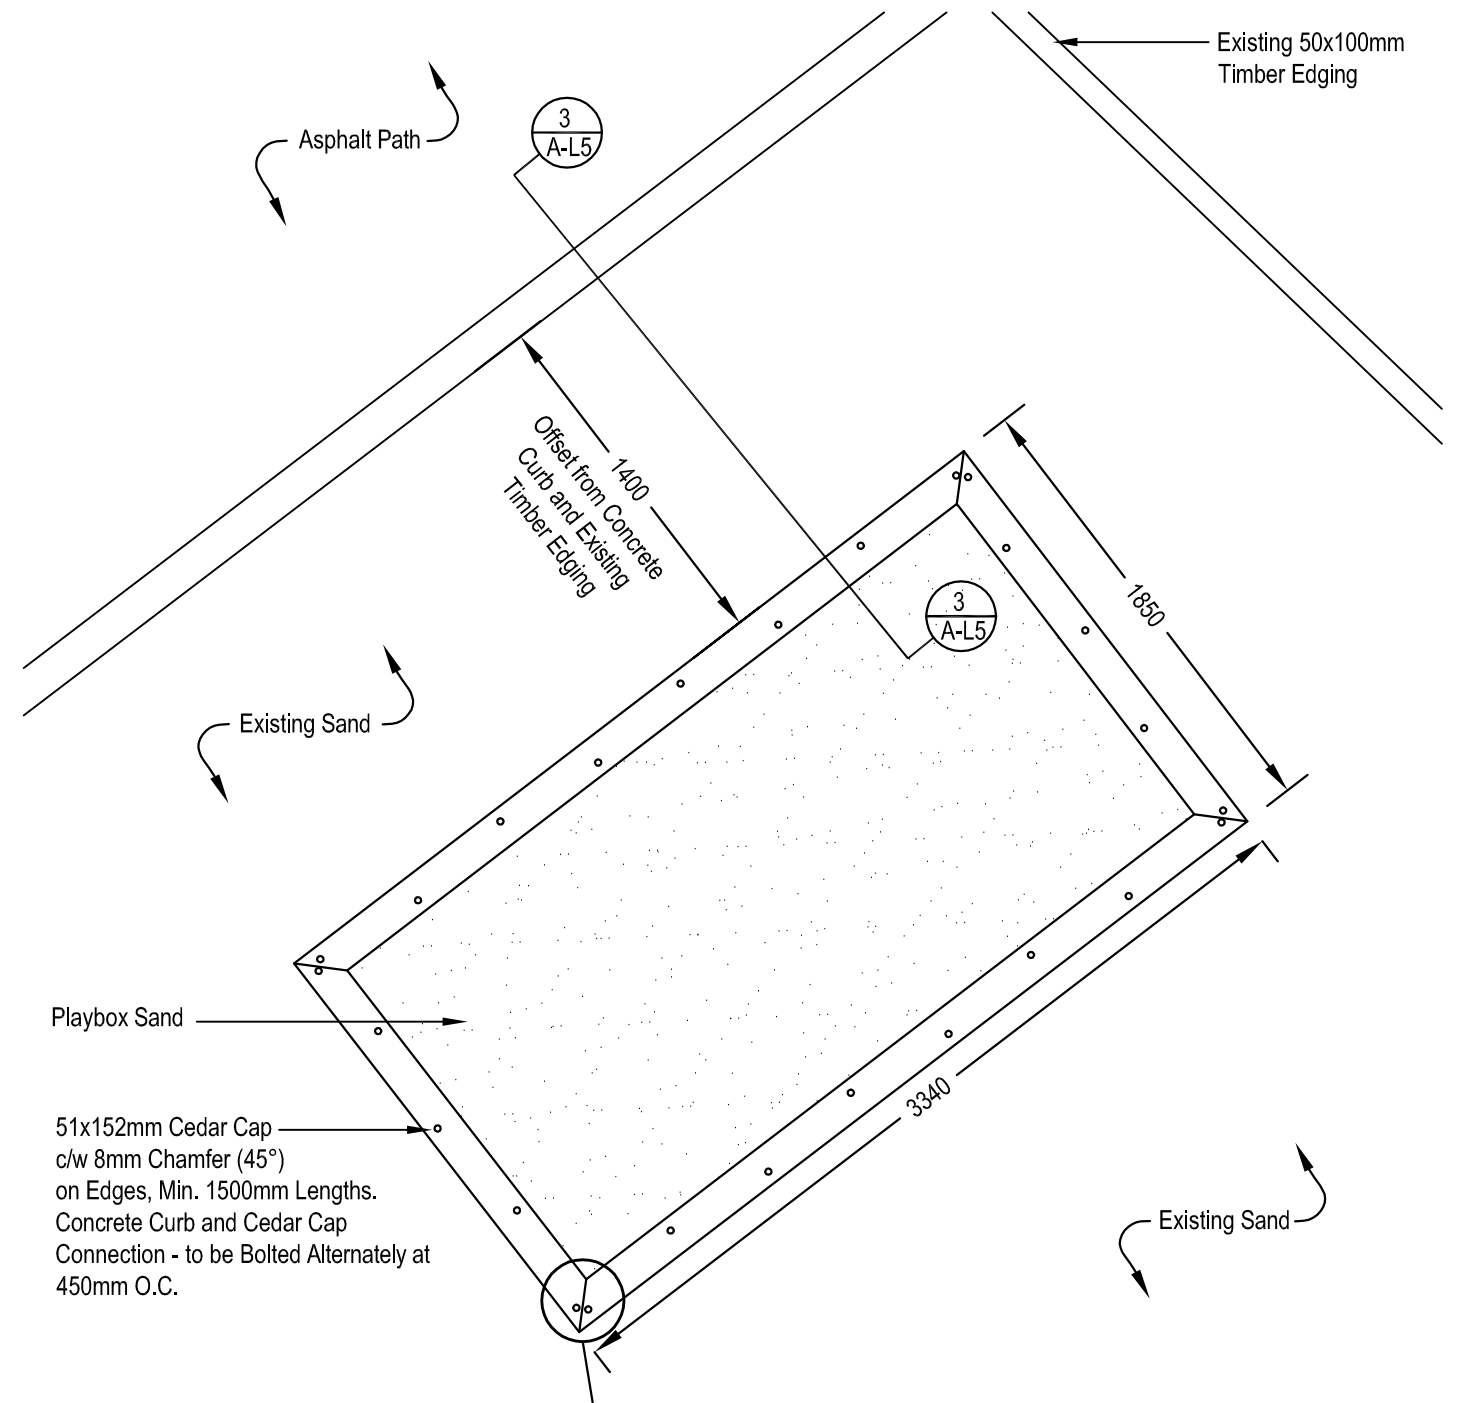 Existing 50x100mm
Timber Edging
3
A-L5
Asphalt Path
1400
Offset from Concrete
Curb and Existing
Timber Edging
1850
3
A-L5
Existing Sand
Playbox Sand
3340
51x152mm Cedar Cap
c/w 8mm Chamfer (45°)
on Edges, Min. 1500mm Lengths.
Concrete Curb and Cedar Cap
Connection - to be Bolted Alternately at
450mm O.C.
Existing Sand